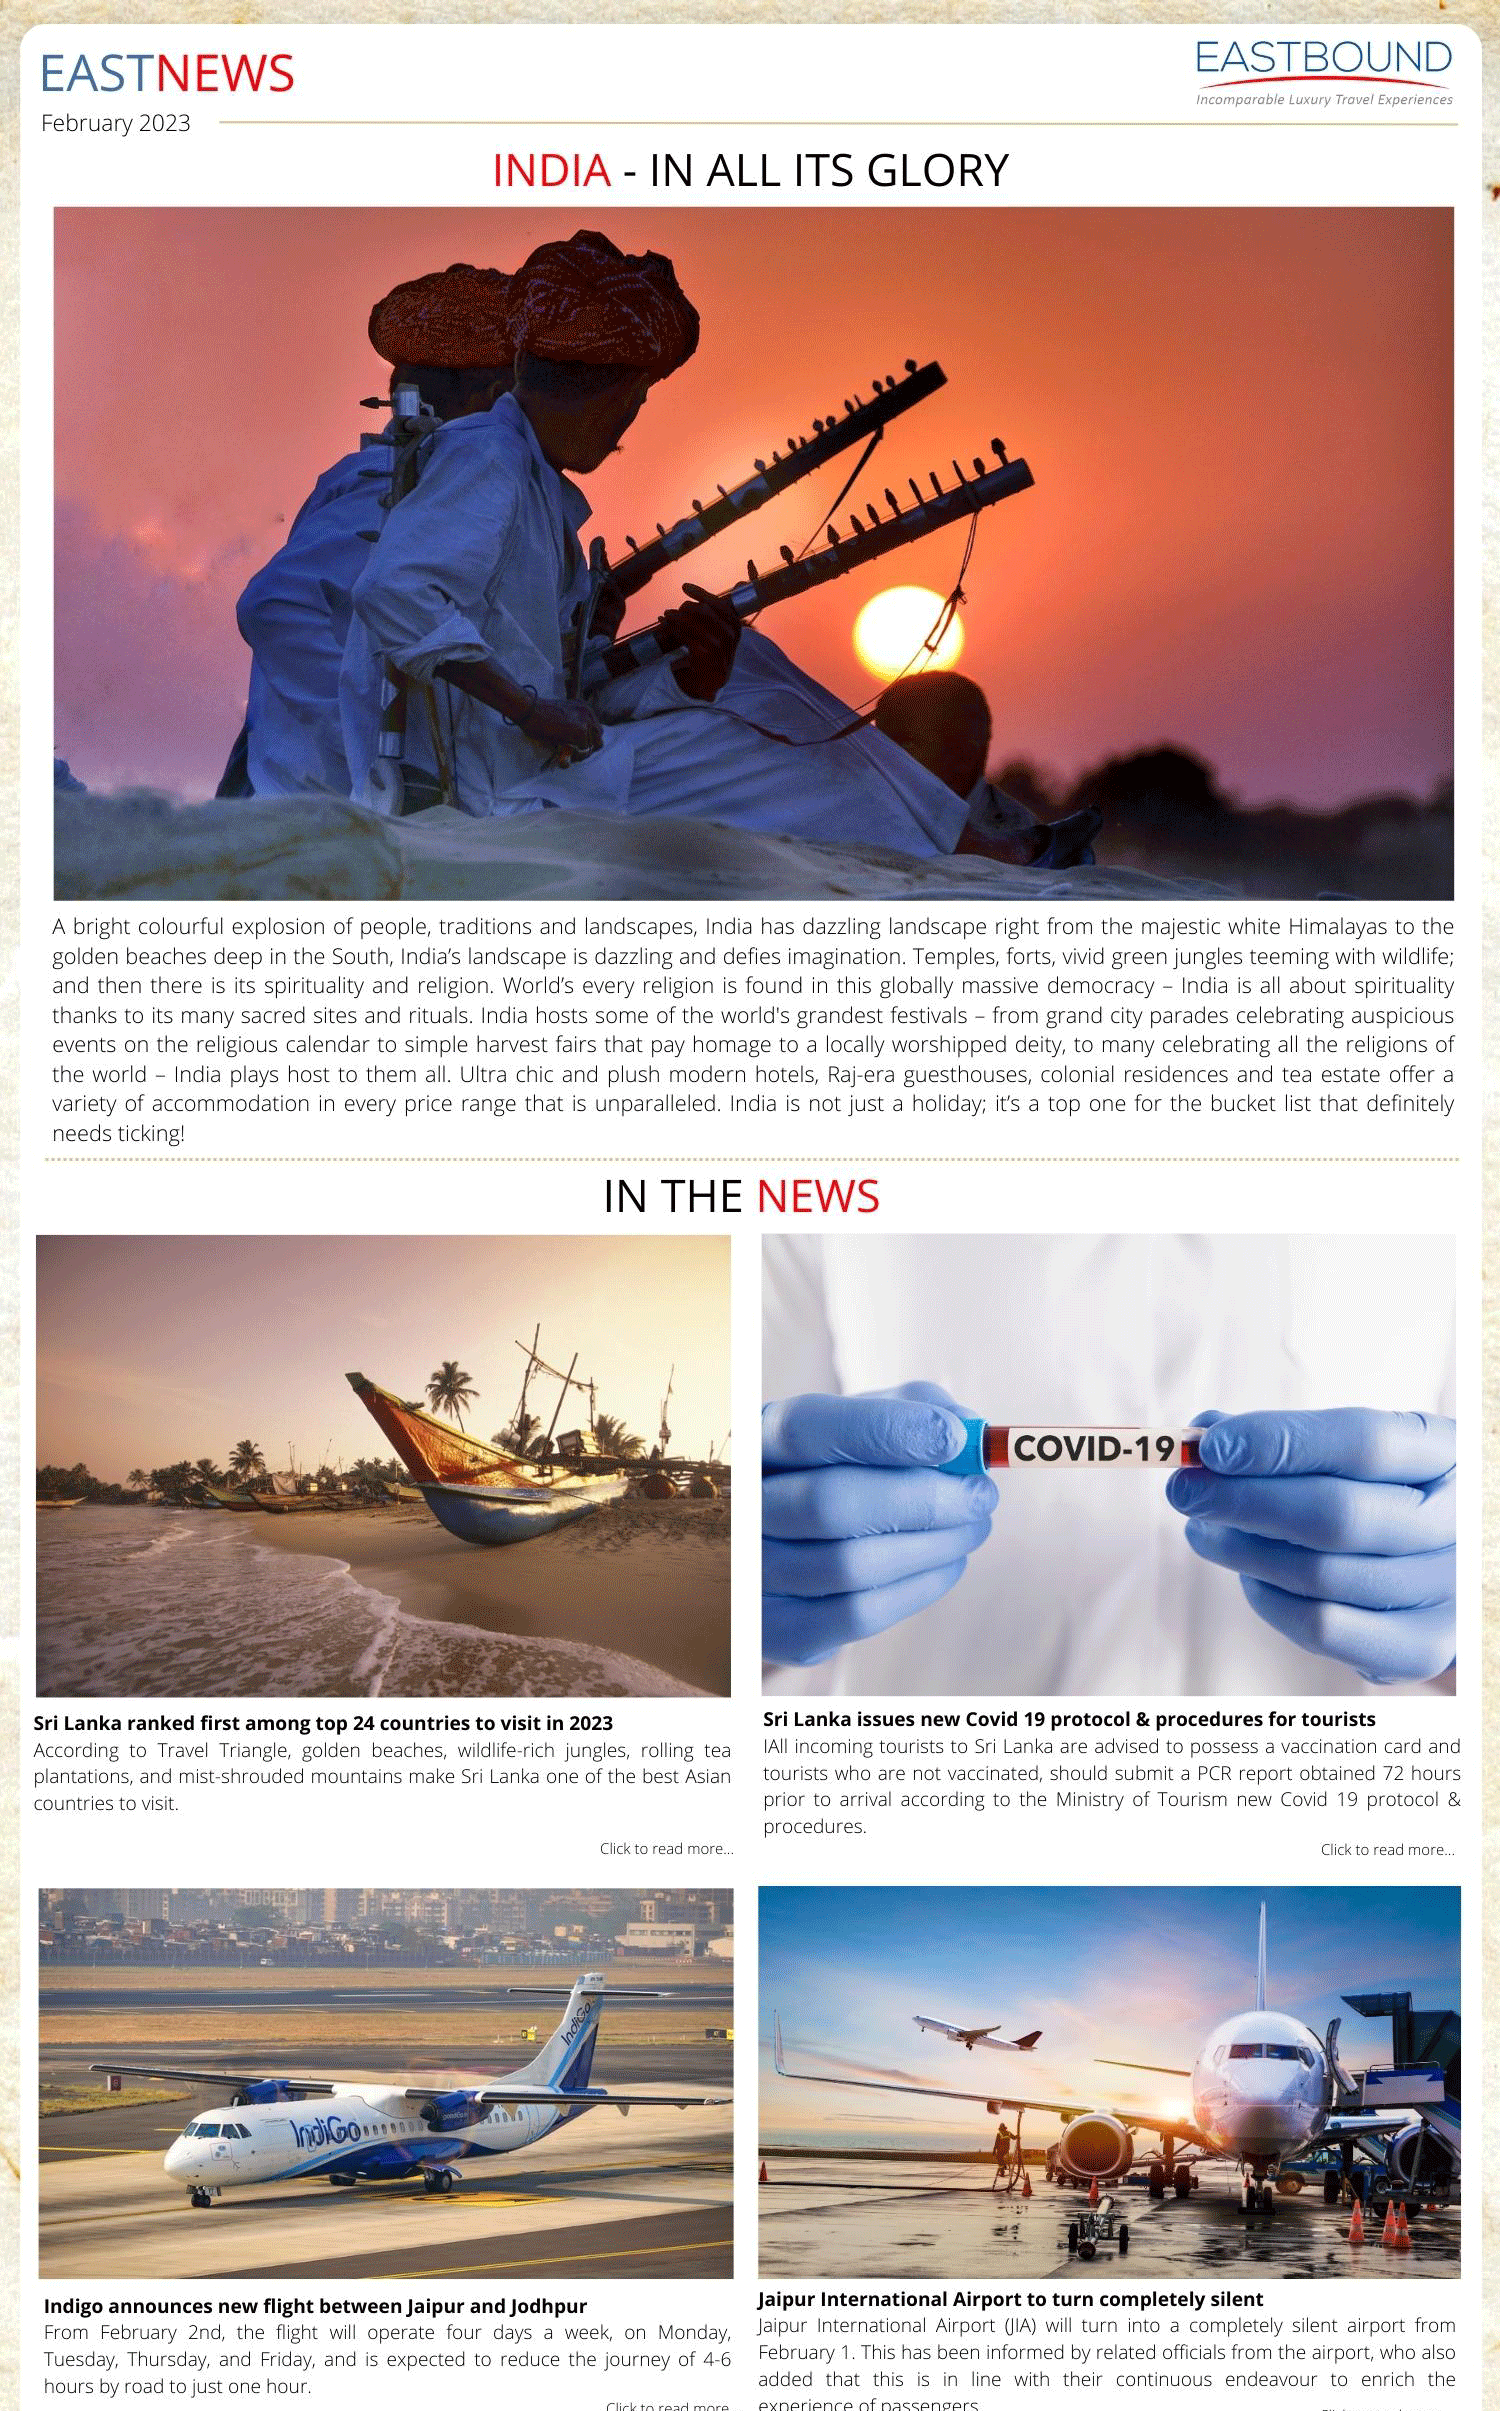 EASTNEWS
EASTBOUND
Incomparable Luxury Travel Experiences
February 2023
INDIA - IN ALL ITS GLORY
A bright colourful explosion of people, traditions and landscapes, India has dazzling landscape right from the majestic white Himalayas to the
golden beaches deep in the South, India’s landscape is dazzling and defies imagination. Temples, forts, vivid green jungles teeming with wildlife;
and then there is its spirituality and religion. World’s every religion is found in this globally massive democracy – India is all about spirituality
thanks to its many sacred sites and rituals. India hosts some of the world's grandest festivals – from grand city parades celebrating auspicious
events on the religious calendar to simple harvest fairs that pay homage to a locally worshipped deity, to many celebrating all the religions of
the world – India plays host to them all. Ultra chic and plush modern hotels, Raj-era guesthouses, colonial residences and tea estate offer a
variety of accommodation in every price range that is unparalleled. India is not just a holiday; it’s a top one for the bucket list that definitely
needs ticking!
IN THE NEWS
COVID-19
Sri Lanka ranked first among top 24 countries to visit in 2023
According to Travel Triangle, golden beaches, wildlife-rich jungles, rolling tea
plantations, and mist-shrouded mountains make Sri Lanka one of the best Asian
countries to visit.
Click to read more...
Sri Lanka issues new Covid 19 protocol & procedures for tourists
IAll incoming tourists to Sri Lanka are advised to possess a vaccination card and
tourists who are not vaccinated, should submit a PCR report obtained 72 hours
prior to arrival according to the Ministry of Tourism new Covid 19 protocol &
procedures.
Click to read more...
IndiGo
IndiGo
Indigo announces new flight between Jaipur and Jodhpur
From February 2nd, the flight will operate four days a week, on Monday,
Tuesday, Thursday, and Friday, and is expected to reduce the journey of 4-6
hours by road to just one hour.
Click to read more...
Jaipur International Airport to turn completely silent
Jaipur International Airport (JIA) will turn into a completely silent airport from
February 1. This has been informed by related officials from the airport, who also
added that this is in line with their continuous endeavour to enrich the
experience of passengers.